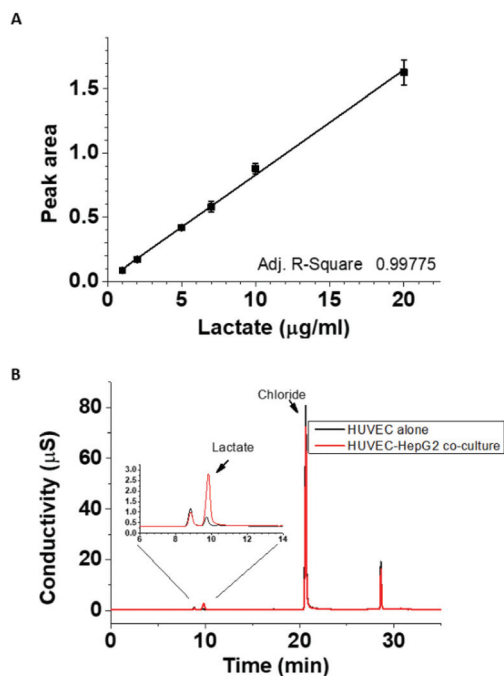 A
1.5
1.0
0.5
0.0
0
5
10
15
20
Peak area
Lactate (μg/ml)
Adj. R-Square 0.99775
B
80
60
40
20
0
0
10
20
30
Conductivity (μS)
Time (min)
Chloride
HUVEC alone
HUVEC-HepG2 co-culture
Lactate
3.0
2.5
2.0
1.5
1.0
0.5
0.0
6
8
10
12
14